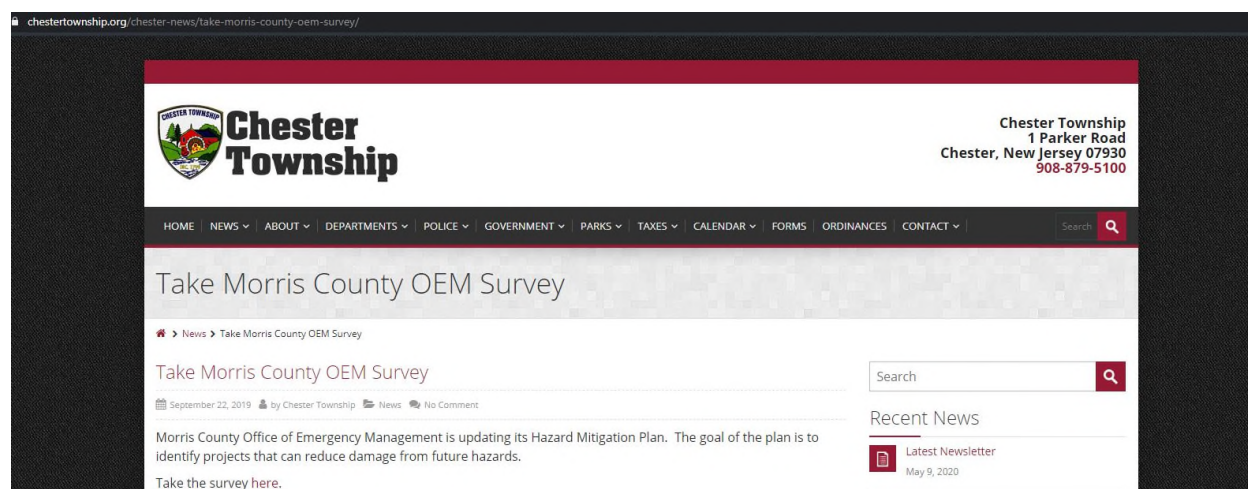 chestertownship.org/chester-news/take-morris-county-oem-survey/
CHESTER TOWNSHIP
Chester
Township
Chester Township
1 Parker Road
Chester, New Jersey 07930
908-879-5100
HOME NEWS ABOUT DEPARTMENTS POLICE GOVERNMENT PARKS TAXES CALENDAR FORMS ORDINANCES CONTACT Search
Take Morris County OEM Survey
> News > Take Morris County OEM Survey
Take Morris County OEM Survey
September 22, 2019 by Chester Township News No Comment
Morris County Office of Emergency Management is updating its Hazard Mitigation Plan. The goal of the plan is to
identify projects that can reduce damage from future hazards.
Take the survey here.
Search
Recent News
Latest Newsletter
May 9, 2020